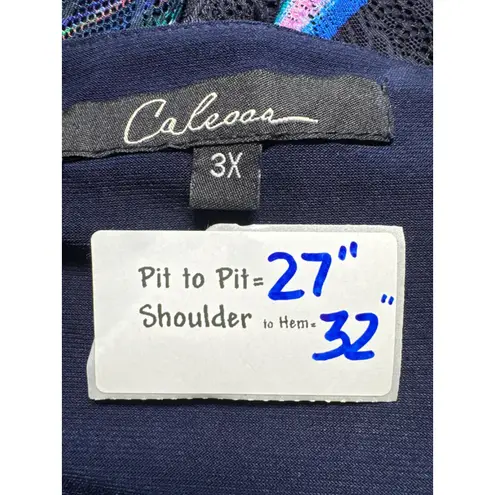 Calessa
3X
Pit to Pit= 27"
Shoulder to Hem= 32"